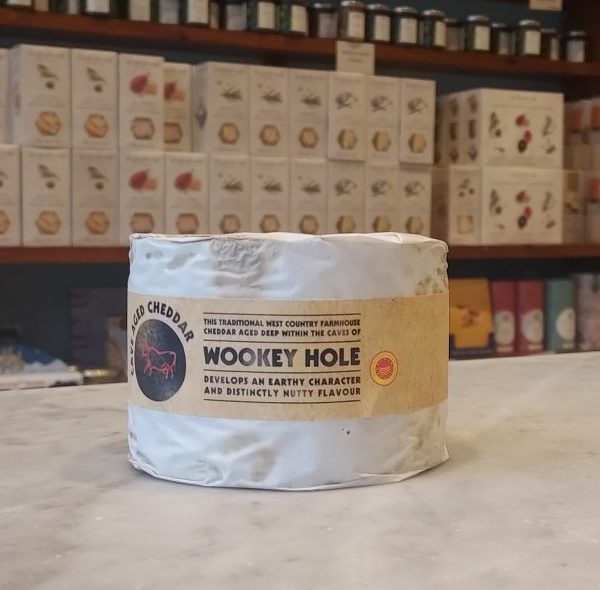 CAVE AGED CHEDDAR
THIS TRADITIONAL WEST COUNTRY FARMHOUSE
CHEDDAR AGED DEEP WITHIN THE CAVES OF
WOOKEY HOLE
DEVELOPS AN EARTHY CHARACTER
AND DISTINCTLY NUTTY FLAVOUR